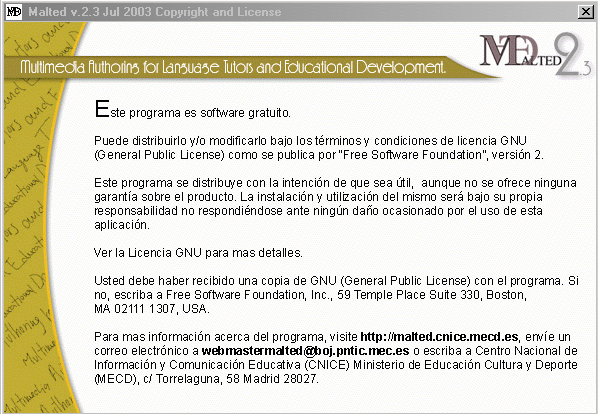 Malted v.2.3 Jul 2003 Copyright and License
Multimedia Authoring for Language Tutors and Educational Development.
MALTED 2.3
Este programa es software gratuito.
Puede distribuirlo y/o modificarlo bajo los términos y condiciones de licencia GNU
(General Public License) como se publica por "Free Software Foundation", versión 2.
Este programa se distribuye con la intención de que sea útil,  aunque no se ofrece ninguna
garantía sobre el producto. La instalación y utilización del mismo será bajo su propia
responsabilidad no respondiéndose ante ningún daño ocasionado por el uso de esta
aplicación.
Ver la Licencia GNU para mas detalles.
Usted debe haber recibido una copia de GNU (General Public License) con el programa. Si
no, escriba a Free Software Foundation, Inc., 59 Temple Place Suite 330, Boston,
MA 02111 1307, USA.
Para mas información acerca del programa, visite http://malted.cnice.mecd.es, envíe un
correo electrónico a webmastermalted@boj.pntic.mec.es o escriba a Centro Nacional de
Información y Comunicación Educativa (CNICE) Ministerio de Educación Cultura y Deporte
(MECD), c/ Torrelaguna, 58 Madrid 28027.